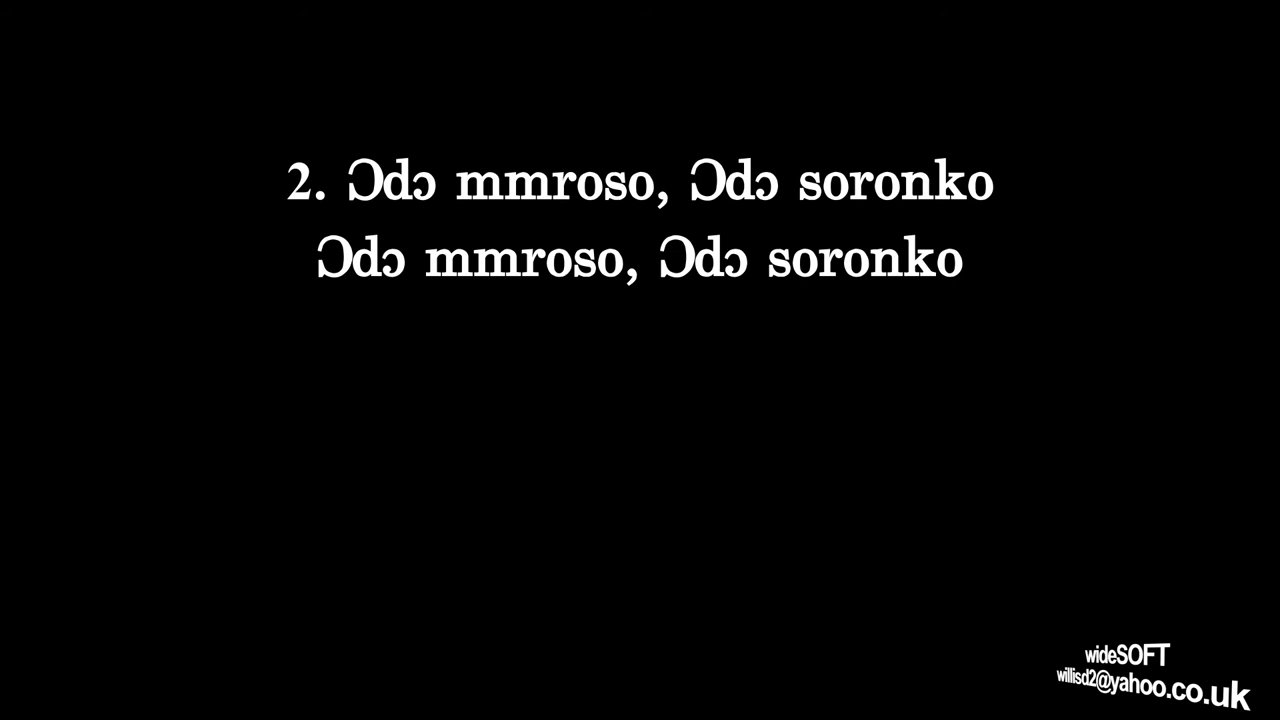 2. Ɔdɔ mmroso, Ɔdɔ soronko
Ɔdɔ mmroso, Ɔdɔ soronko
wideSOFT
willisd2@yahoo.co.uk